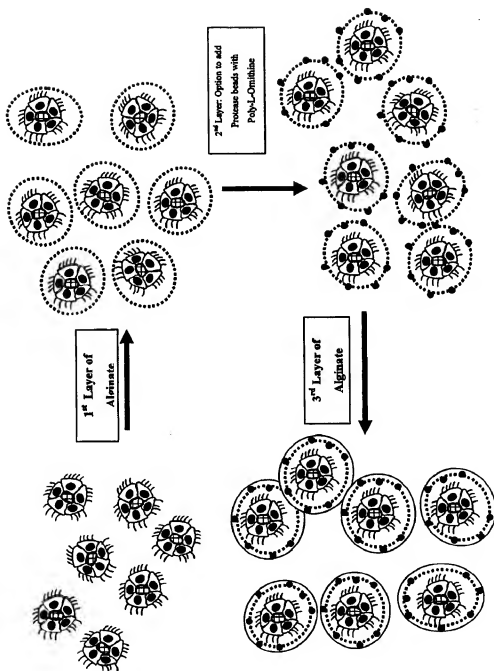 1st Layer of
Alginate
2nd Layer: Option to add
Protease beads with
Poly-L-Ornithine
3rd Layer of
Alginate